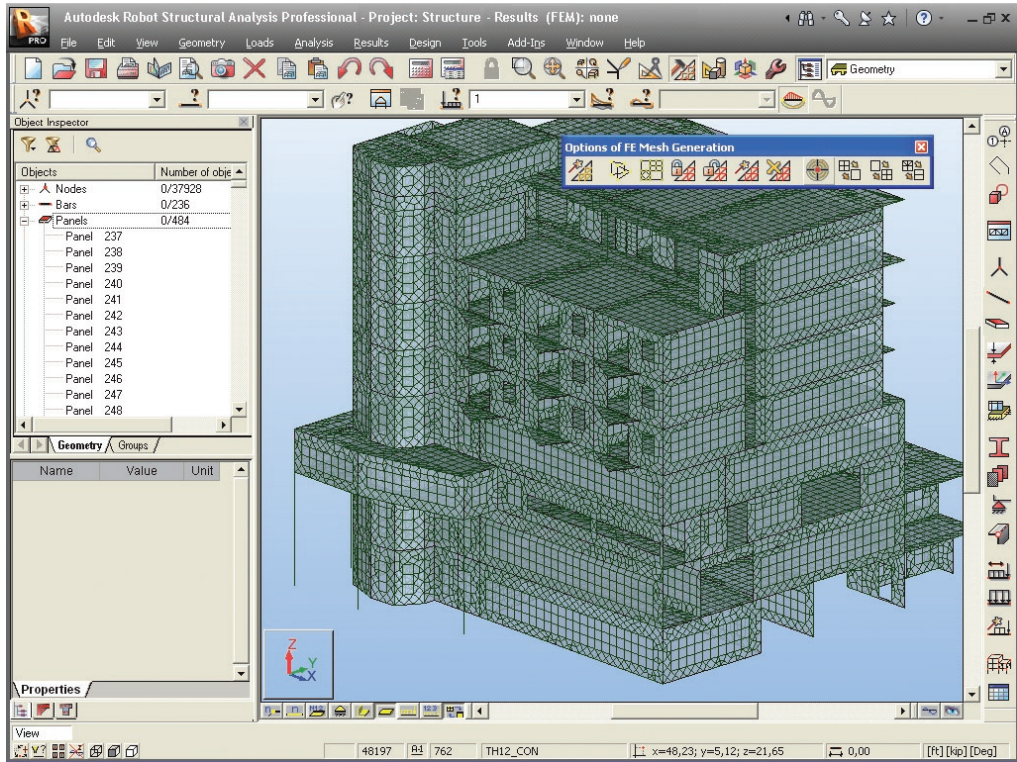 Autodesk Robot Structural Analysis Professional - Project: Structure - Results (FEM): none
PRO
File Edit View Geometry Loads Analysis Results Design Tools Add-Ins Window Help
Geometry
1
Object Inspector
Options of FE Mesh Generation
Objects Number of obje
Nodes 0/37928
Bars 0/236
Panels 0/484
Panel 237
Panel 238
Panel 239
Panel 240
Panel 241
Panel 242
Panel 243
Panel 244
Panel 245
Panel 246
Panel 247
Panel 248
Geometry Groups
Name Value Unit
Z
Y
X
Properties
View
48197 762 TH12_CON x=48,23; y=5,12; z=21,65 0,00 [ft] [kip] [Deg]